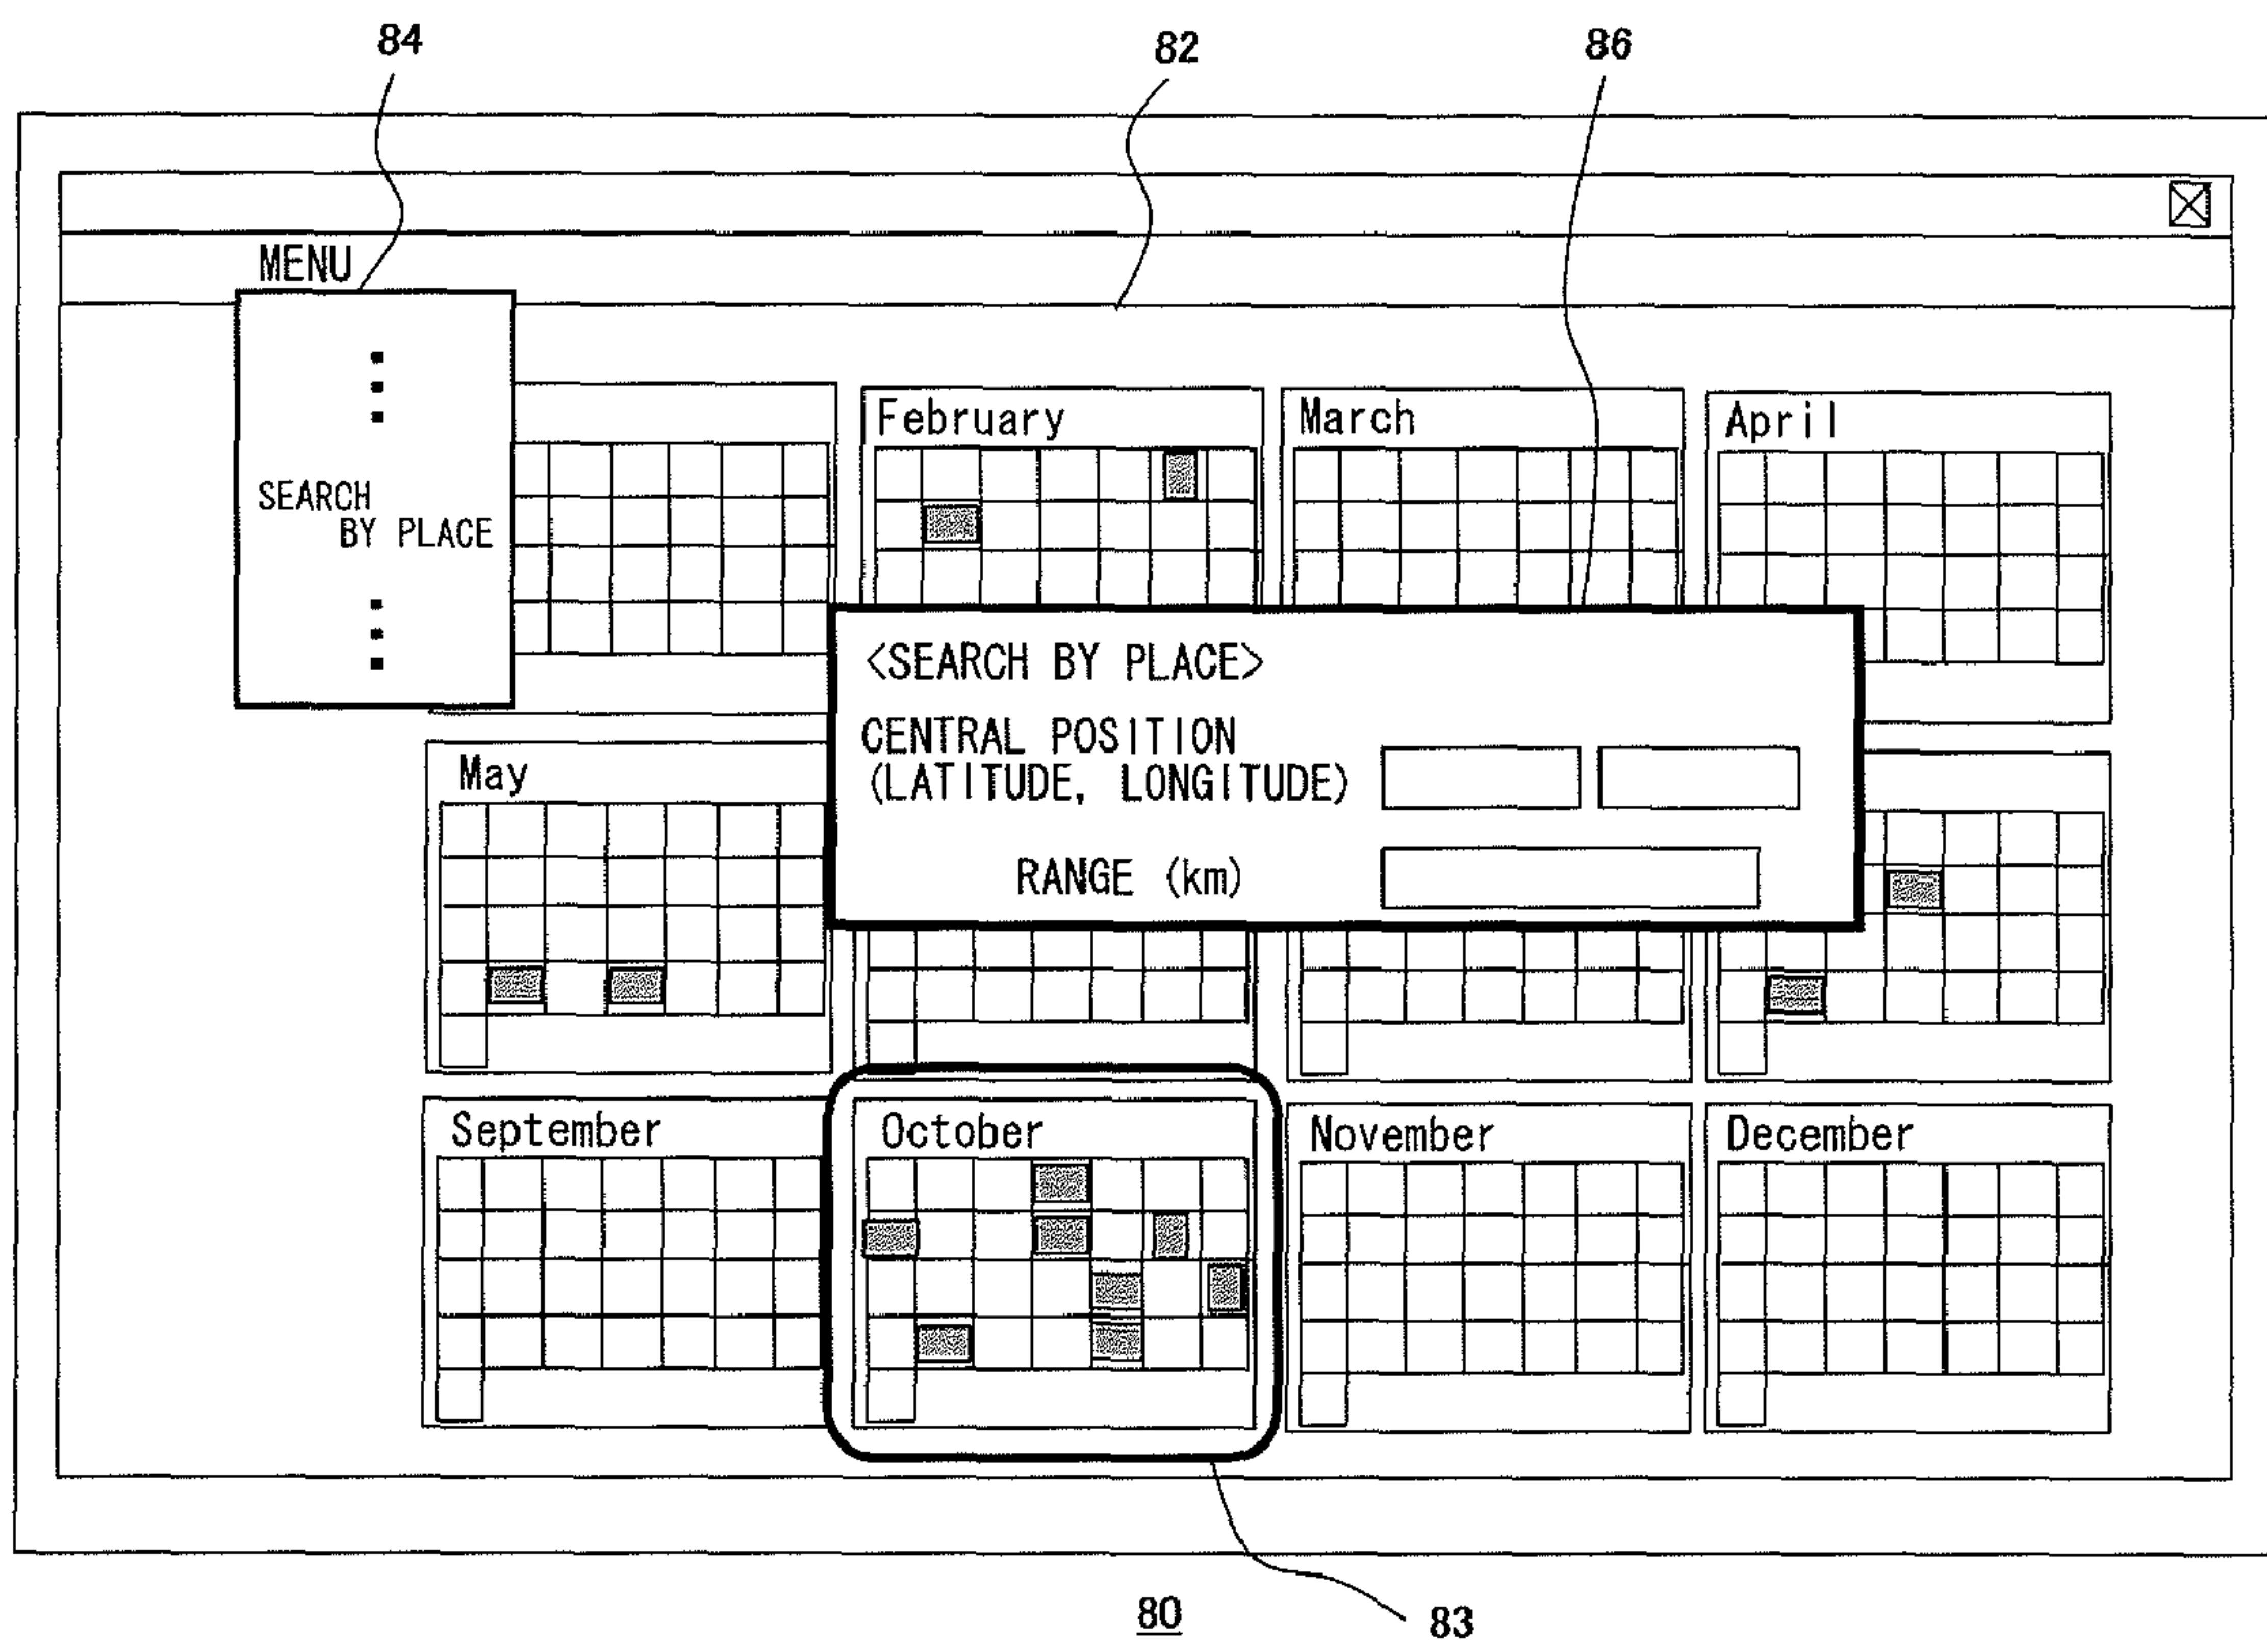 84
82
86
MENU
SEARCH
BY PLACE
February
March
April
<SEARCH BY PLACE>
CENTRAL POSITION
(LATITUDE, LONGITUDE)
RANGE (km)
May
September
October
November
December
80
83